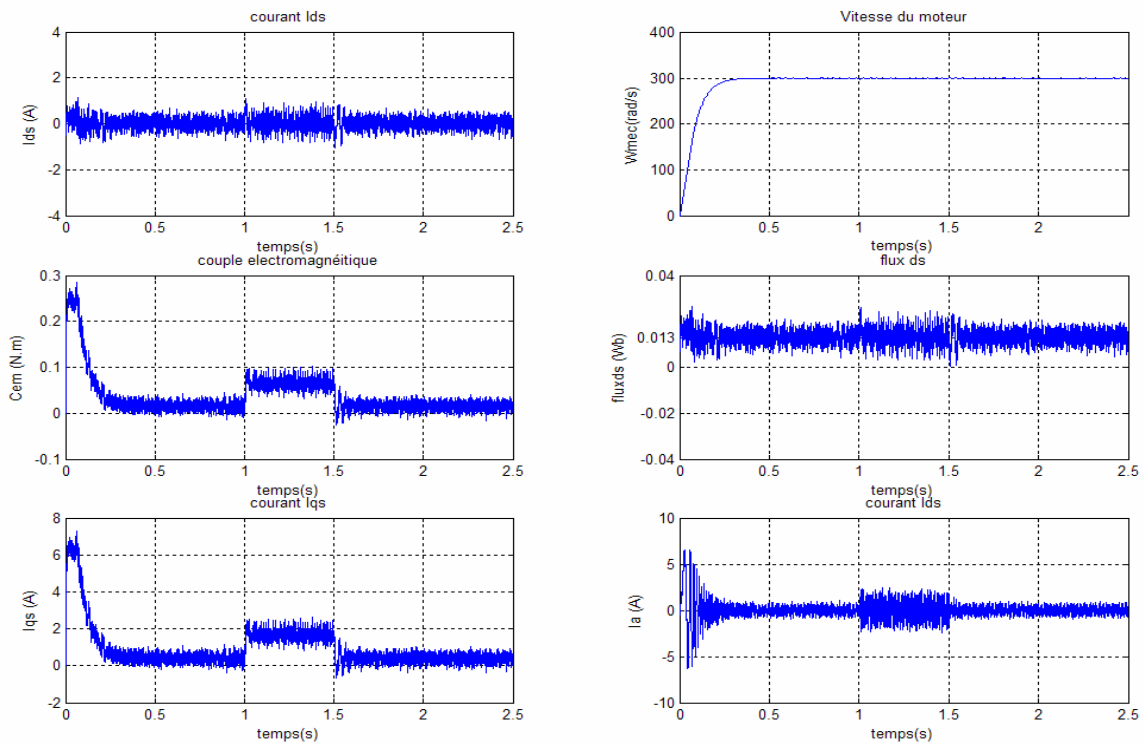 courant Ids
4
2
0
-2
-4
Ids (A)
0 0.5 1 1.5 2 2.5
temps(s)
Vitesse du moteur
400
300
200
100
0
Wmec(rad/s)
0 0.5 1 1.5 2 2.5
temps(s)
couple electromagnéitique
0.3
0.2
0.1
0
-0.1
Cem (N.m)
0 0.5 1 1.5 2 2.5
temps(s)
flux ds
0.04
0.013
0
-0.02
-0.04
fluxds (Wb)
0 0.5 1 1.5 2 2.5
temps(s)
courant Iqs
8
6
4
2
0
-2
Iqs (A)
0 0.5 1 1.5 2 2.5
temps(s)
courant Ids
10
5
0
-5
-10
Ia (A)
0 0.5 1 1.5 2 2.5
temps(s)